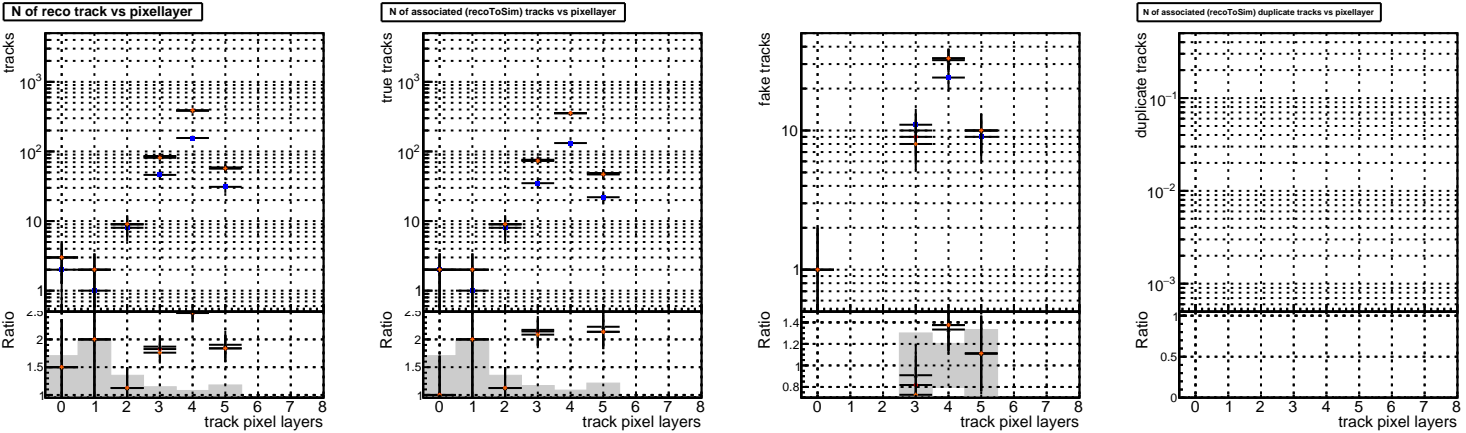 N of reco track vs pixellayer
tracks
10³
10²
10
1
Ratio
2.5
2
1.5
1
0 1 2 3 4 5 6 7 8
track pixel layers
N of associated (recoToSim) tracks vs pixellayer
true tracks
10³
10²
10
1
Ratio
2.5
2
1.5
1
0 1 2 3 4 5 6 7 8
track pixel layers
fake tracks
10
1
Ratio
1.4
1.2
1
0.8
0 1 2 3 4 5 6 7 8
track pixel layers
N of associated (recoToSim) duplicate tracks vs pixellayer
duplicate tracks
10⁻¹
10⁻²
10⁻³
Ratio
1
0.5
0
0 1 2 3 4 5 6 7 8
track pixel layers